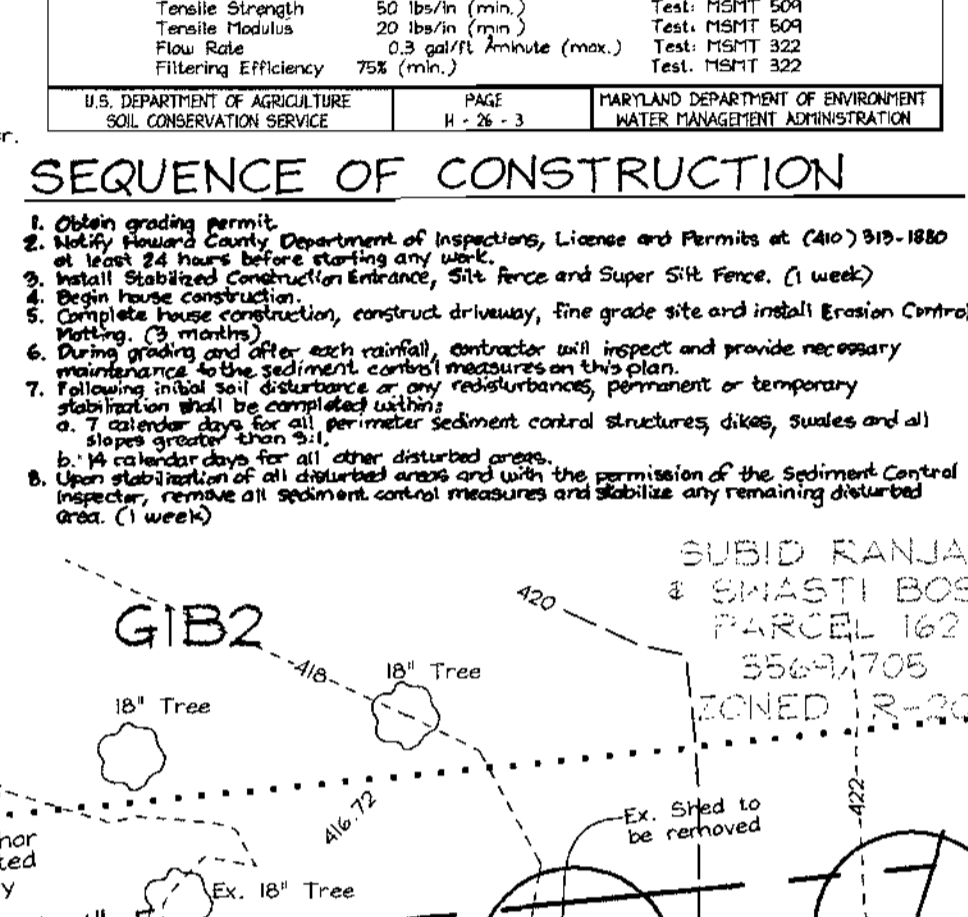 Tensile Strength 50 lbs/in (min.) Test: MSMT 509
Tensile Modulus 20 lbs/in (min.) Test: MSMT 509
Flow Rate 0.3 gal/ft minute (max.) Test: MSMT 322
Filtering Efficiency 75% (min.) Test. MSMT 322
U.S. DEPARTMENT OF AGRICULTURE
SOIL CONSERVATION SERVICE
PAGE
H - 26 - 3
MARYLAND DEPARTMENT OF ENVIRONMENT
WATER MANAGEMENT ADMINISTRATION
r.
SEQUENCE OF CONSTRUCTION
1. Obtain grading permit.
2. Notify Howard County Department of Inspections, License and Permits at (410) 313-1880
at least 24 hours before starting any work.
3. Install Stabilized Construction Entrance, Silt Fence and Super Silt Fence. (1 week)
4. Begin house construction.
5. Complete house construction, construct driveway, fine grade site and install Erosion Control
Matting. (3 months)
6. During grading and after each rainfall, contractor will inspect and provide necessary
maintenance to the sediment control measures on this plan.
7. Following initial soil disturbance or any redisturbances, permanent or temporary
stabilization shall be completed within:
a. 7 calendar days for all perimeter sediment control structures, dikes, swales and all
slopes greater than 3:1.
b. 14 calendar days for all other disturbed areas.
8. Upon stabilization of all disturbed areas and with the permission of the Sediment Control
Inspector, remove all sediment control measures and stabilize any remaining disturbed
area. (1 week)
SUBID RANJA
& SWASTI BOS
PARCEL 162
3569/705
ZONED R-20
420
G1B2
418
18" Tree
18" Tree
416.72
422
Ex. Shed to
be removed
hor
ted
y
Ex. 18" Tree